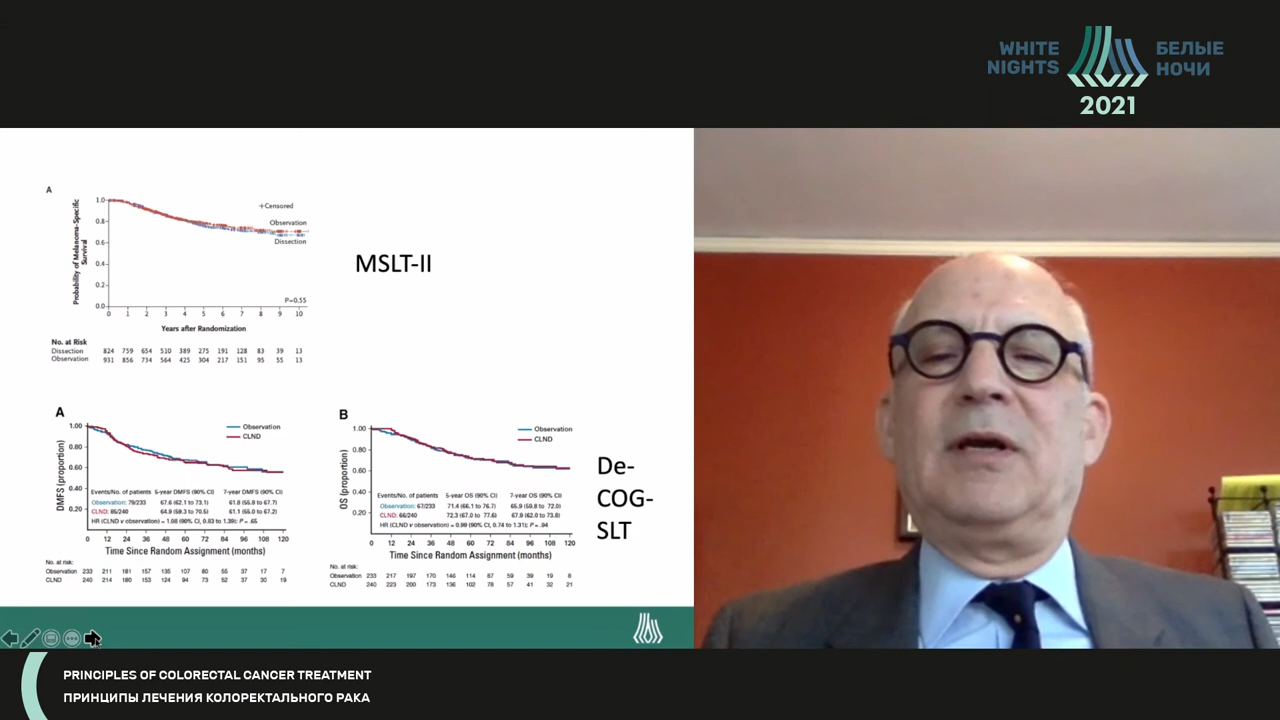 WHITE NIGHTS
БЕЛЫЕ НОЧИ
2021
A
Probability of Melanoma-Specific Survival
1.0
0.8
0.6
0.4
0.2
0.0
+Censored
Observation
Dissection
P=0.55
0 1 2 3 4 5 6 7 8 9 10
Years after Randomization
No. at Risk
Dissection 824 759 654 510 389 275 191 128 83 39 13
Observation 931 856 734 564 425 304 217 151 95 55 13
MSLT-II
A
DMFS (proportion)
1.00
0.80
0.60
0.40
0.20
Observation
CLND
Events/No. of patients 5-year DMFS (90% CI) 7-year DMFS (90% CI)
Observation: 79/233 67.6 (62.1 to 73.1) 61.8 (55.8 to 67.7)
CLND: 85/240 64.9 (59.3 to 70.5) 61.1 (55.0 to 67.2)
HR (CLND v observation) = 1.08 (90% CI, 0.83 to 1.39); P = .65
0 12 24 36 48 60 72 84 96 108 120
Time Since Random Assignment (months)
No. at risk:
Observation 233 211 181 157 135 107 80 55 37 17 7
CLND 240 214 180 153 124 94 73 52 37 30 19
B
OS (proportion)
1.00
0.80
0.60
0.40
0.20
Observation
CLND
Events/No. of patients 5-year OS (90% CI) 7-year OS (90% CI)
Observation: 67/233 71.4 (66.1 to 76.7) 65.9 (59.8 to 72.0)
CLND: 66/240 72.3 (67.0 to 77.6) 67.9 (62.0 to 73.8)
HR (CLND v observation) = 0.99 (90% CI, 0.74 to 1.31); P = .94
0 12 24 36 48 60 72 84 96 108 120
Time Since Random Assignment (months)
No. at risk:
Observation 233 217 197 170 146 114 87 59 39 19 8
CLND 240 223 200 173 136 102 78 57 41 32 21
De-
COG-
SLT
PRINCIPLES OF COLORECTAL CANCER TREATMENT
ПРИНЦИПЫ ЛЕЧЕНИЯ КОЛОРЕКТАЛЬНОГО РАКА